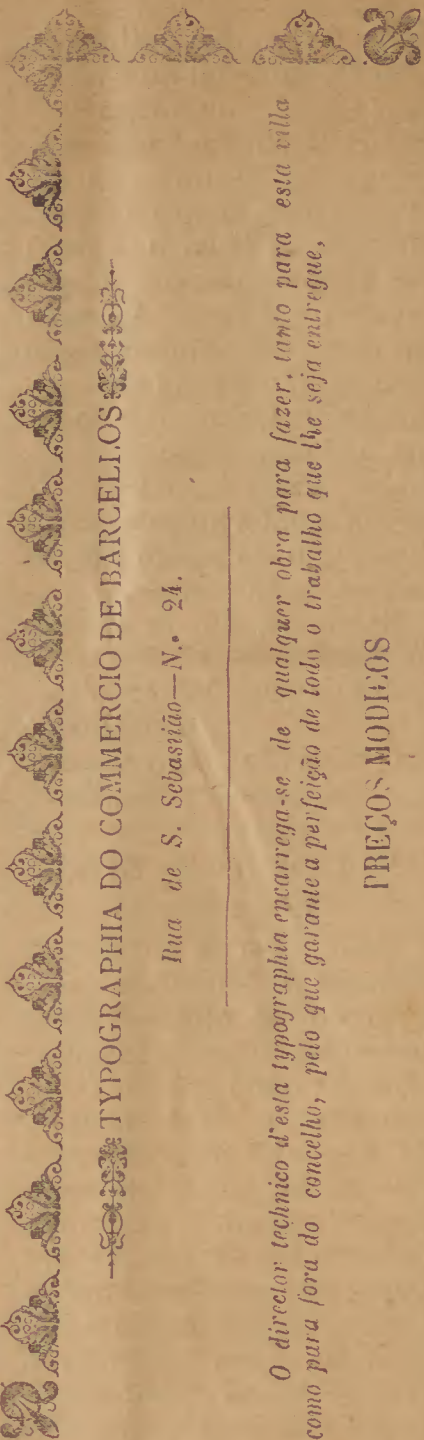 TYPOGRAPHIA DO COMMERCIO DE BARCELLOS
Rua de S. Sebastião—N.º 24.
O director technico d'esta typographia encarrega-se de qualquer obra para fazer, tanto para esta villa
como para fora do concelho, pelo que garante a perfeição de todo o trabalho que lhe seja entregue,
PREÇOS MODICOS